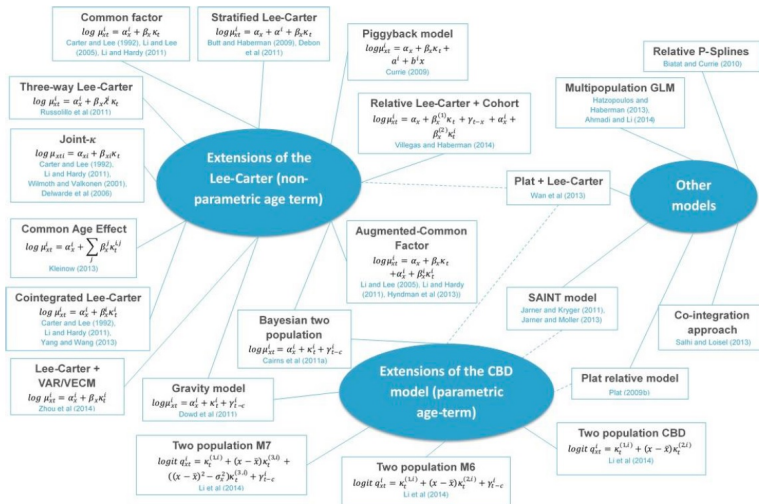 Common factor
log μ^i_xt = α^i_x + β_x κ_t
Carter and Lee (1992), Li and Lee
(2005), Li and Hardy (2011)
Stratified Lee-Carter
log μ^i_xt = α_x + α^i + β_x κ_t
Butt and Haberman (2009), Debon
et al (2011)
Piggyback model
log μ^i_xt = α_x + β_x κ_t +
a^i + b^i x
Currie (2009)
Relative P-Splines
Biatat and Currie (2010)
Three-way Lee-Carter
log μ^i_xt = α^i_x + β_x λ^i κ_t
Russolillo et al (2011)
Relative Lee-Carter + Cohort
log μ^i_xt = α_x + β_x^(1) κ_t + γ_t-x + α^i_x +
β_x^(2) κ^i_t
Villegas and Haberman (2014)
Multipopulation GLM
Hatzopoulos and
Haberman (2013),
Ahmadi and Li (2014)
Joint-κ
log μ_xti = α_xi + β_xi κ_t
Carter and Lee (1992),
Li and Hardy (2011),
Wilmoth and Valkonen (2001),
Delwarde et al (2006)
Extensions of the
Lee-Carter (non-
parametric age term)
Plat + Lee-Carter
Wan et al (2013)
Other
models
Common Age Effect
log μ^i_xt = α^i_x + ∑_j β^j_x κ^i,j_t
Kleinow (2013)
Augmented-Common
Factor
log μ^i_xt = α_x + β_x κ_t
+α^i_x + β^i_x κ^i_t
Li and Lee (2005), Li and Hardy
(2011), Hyndman et al (2013))
Cointegrated Lee-Carter
log μ^i_xt = α^i_x + β^i_x κ^i_t
Carter and Lee (1992),
Li and Hardy (2011),
Yang and Wang (2013)
SAINT model
Jarner and Kryger (2011),
Jarner and Moller (2013)
Co-integration
approach
Salhi and Loisel (2013)
Bayesian two
population
log μ^i_xt = α^i_x + κ^i_t + γ^i_t-c
Cairns et al (2011a)
Lee-Carter +
VAR/VECM
log μ^i_xt = α^i_x + β_x κ^i_t
Zhou et al (2014)
Gravity model
log μ^i_xt = α^i_x + κ^i_t + γ^i_t-c
Dowd et al (2011)
Extensions of the CBD
model (parametric
age-term)
Plat relative model
Plat (2009b)
Two population M7
logit q^i_xt = κ_t^(1,i) + (x − x̄)κ_t^(3,i) +
((x − x̄)² − σ²_x)κ_t^(3,i) + γ^i_t-c
Li et al (2014)
Two population M6
logit q^i_xt = κ_t^(1,i) + (x − x̄)κ_t^(2,i) + γ^i_t-c
Li et al (2014)
Two population CBD
logit q^i_xt = κ_t^(1,i) + (x − x̄)κ_t^(2,i)
Li et al (2014)